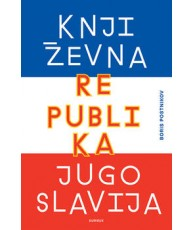 KNJI
ŽEVNA
RE
PUBLI
KA
JUGO
SLAVIJA
BORIS POSTNIKOV